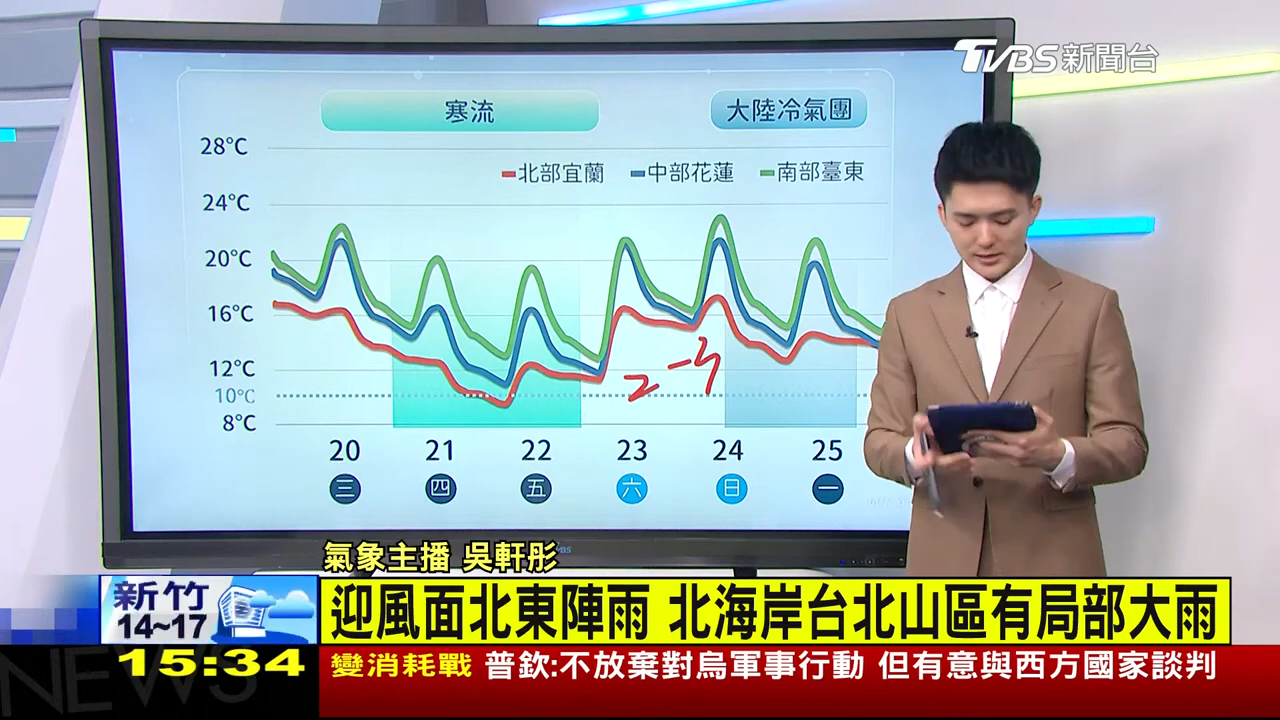 TVBS新聞台
寒流
大陸冷氣團
28°C
北部宜蘭 中部花蓮 南部臺東
24°C
20°C
16°C
12°C
10°C
8°C
20 21 22 23 24 25
三 四 五 六 日 一
TVBS
氣象主播 吳軒彤
新竹
14~17
迎風面北東陣雨 北海岸台北山區有局部大雨
15:34
變消耗戰 普欽:不放棄對烏軍事行動 但有意與西方國家談判
NEWS